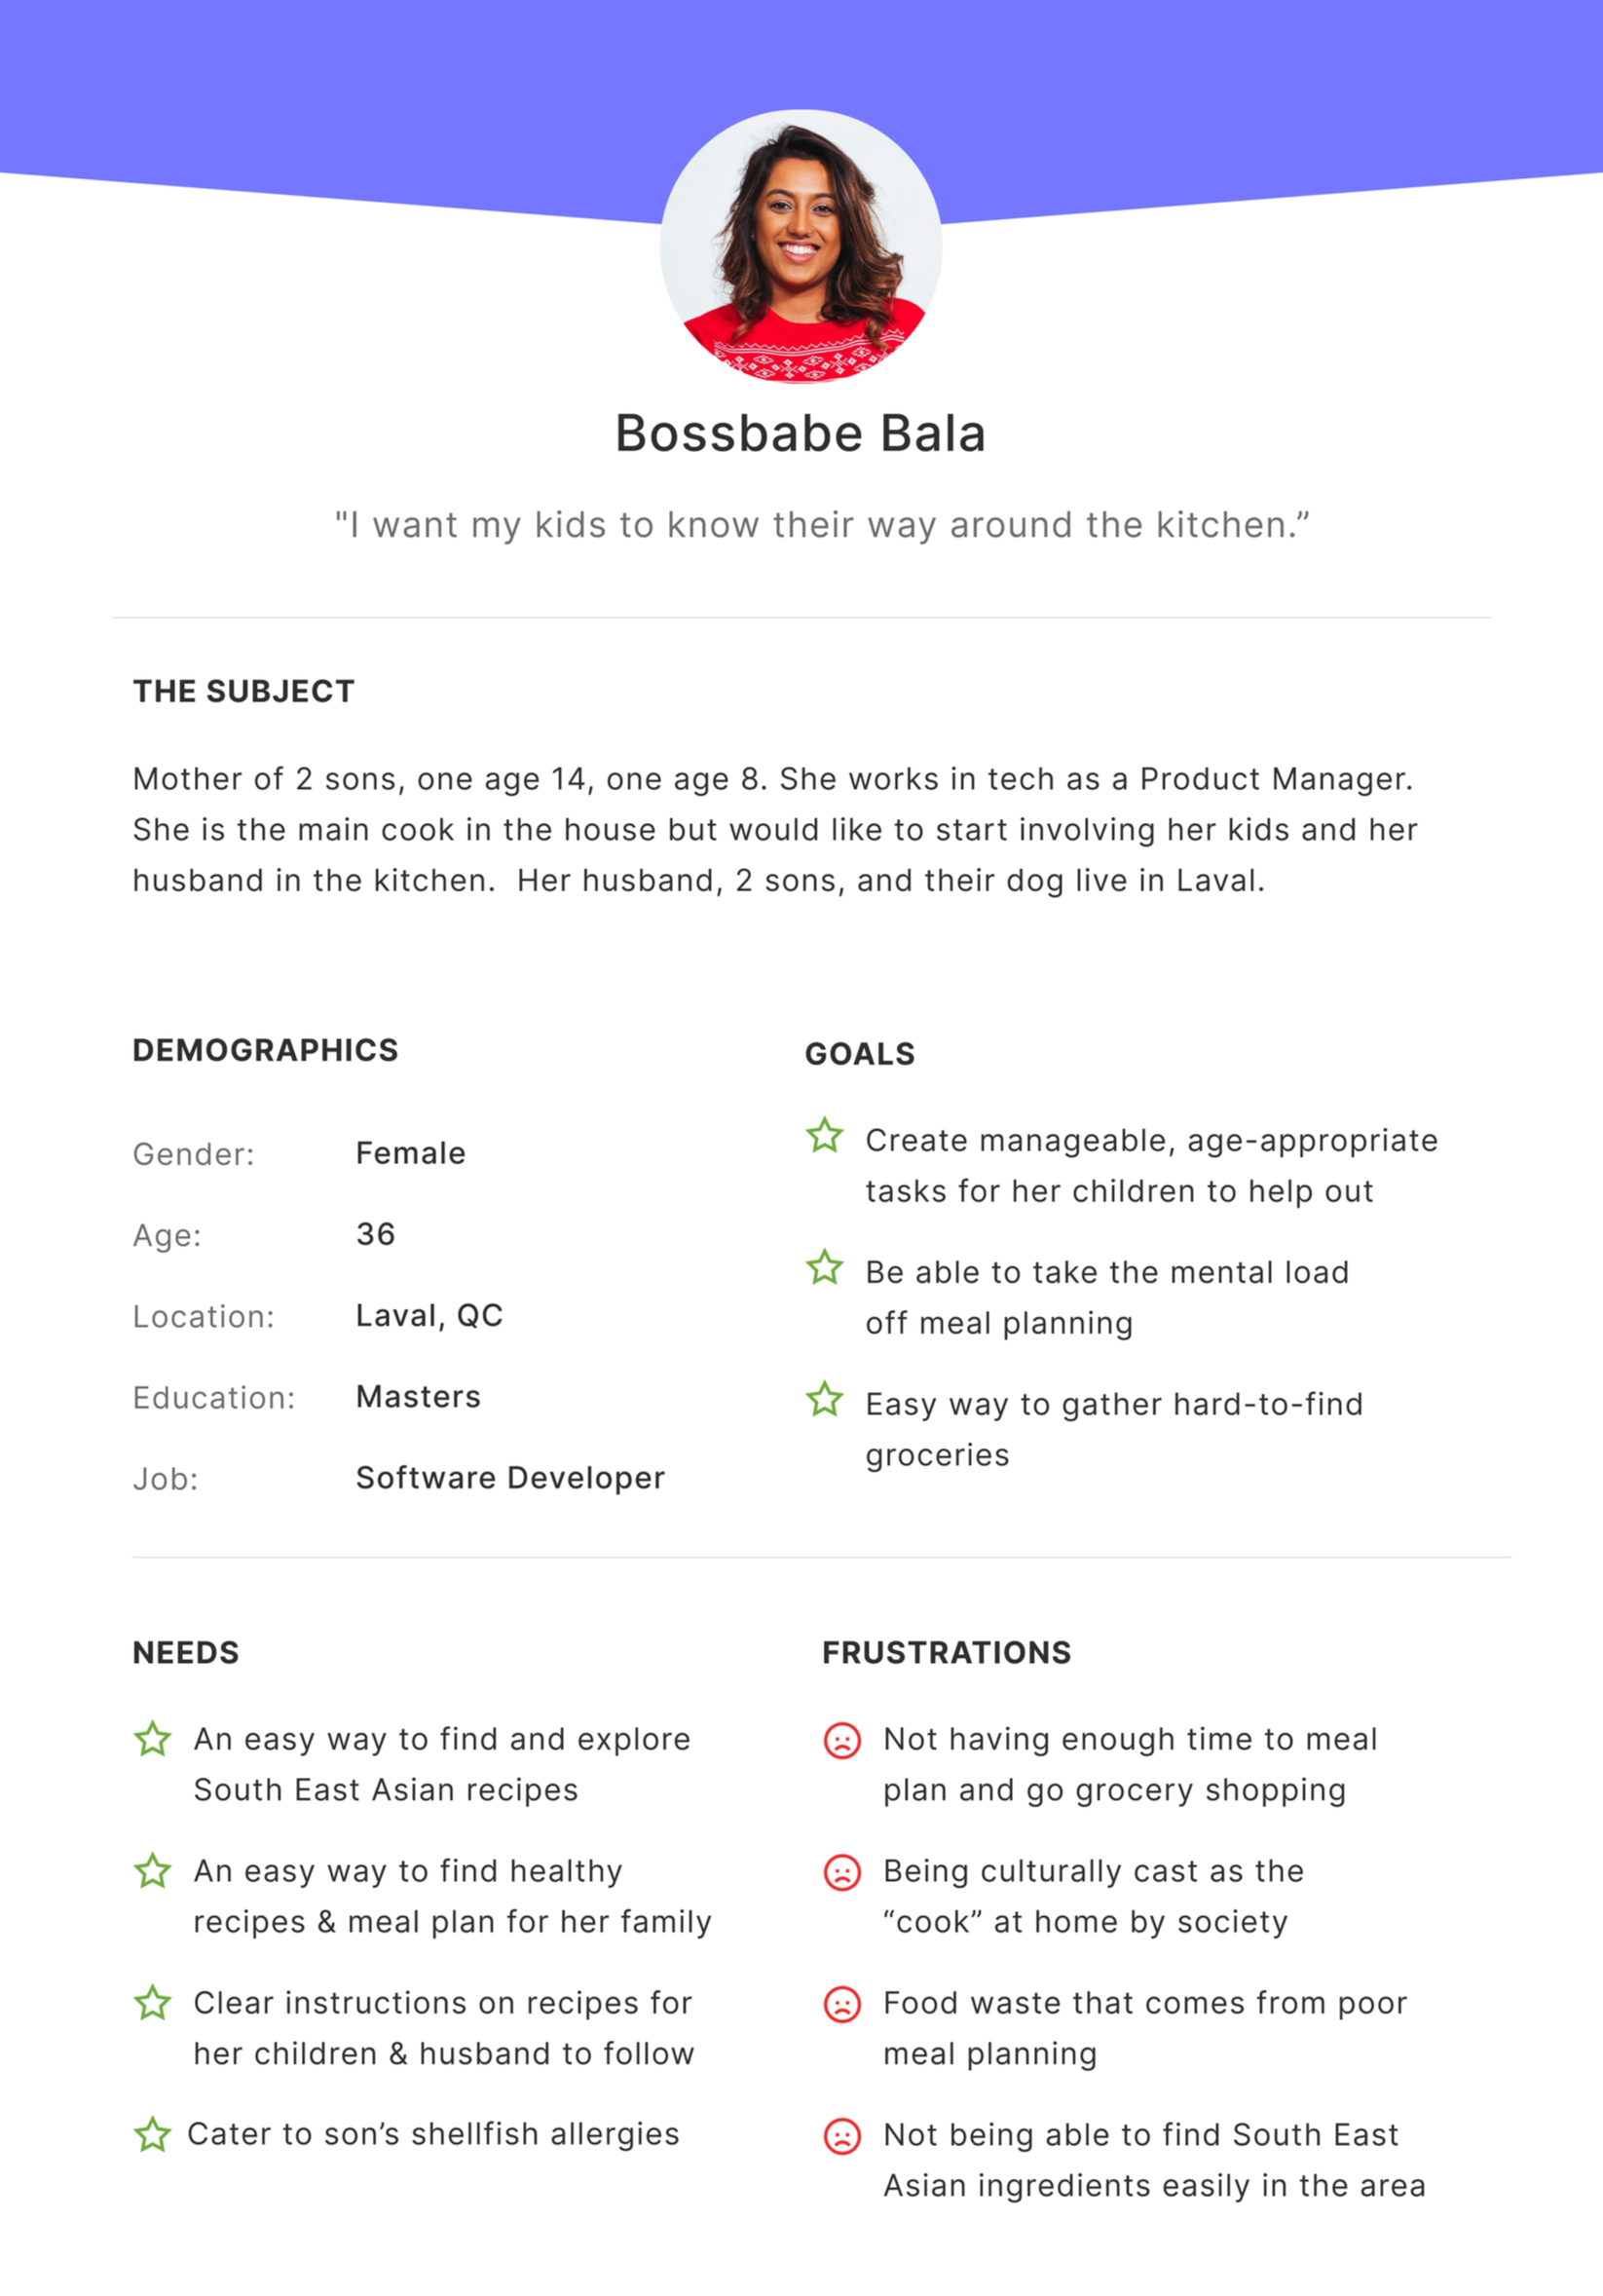 Bossbabe Bala
"I want my kids to know their way around the kitchen.”
THE SUBJECT
Mother of 2 sons, one age 14, one age 8. She works in tech as a Product Manager.
She is the main cook in the house but would like to start involving her kids and her
husband in the kitchen.  Her husband, 2 sons, and their dog live in Laval.
DEMOGRAPHICS
Gender: Female
Age: 36
Location: Laval, QC
Education: Masters
Job: Software Developer
GOALS
Create manageable, age-appropriate
tasks for her children to help out
Be able to take the mental load
off meal planning
Easy way to gather hard-to-find
groceries
NEEDS
An easy way to find and explore
South East Asian recipes
An easy way to find healthy
recipes & meal plan for her family
Clear instructions on recipes for
her children & husband to follow
Cater to son’s shellfish allergies
FRUSTRATIONS
Not having enough time to meal
plan and go grocery shopping
Being culturally cast as the
“cook” at home by society
Food waste that comes from poor
meal planning
Not being able to find South East
Asian ingredients easily in the area